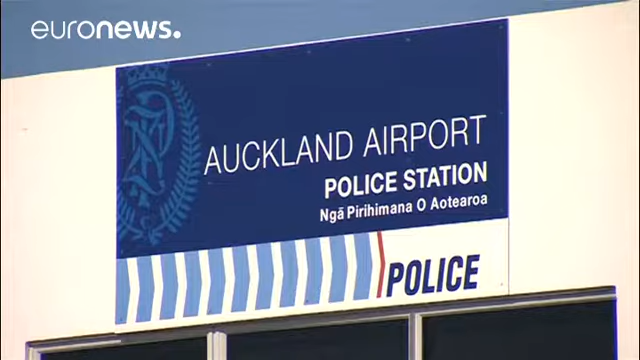 euronews.
AUCKLAND AIRPORT
POLICE STATION
Ngā Pirihimana O Aotearoa
POLICE